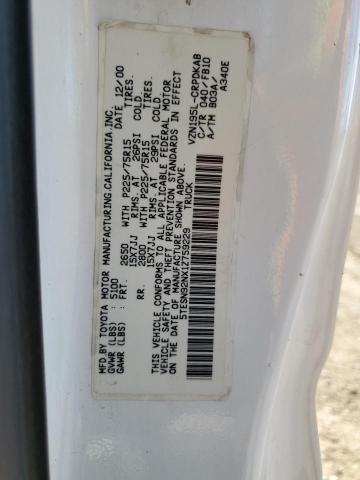 MFD.BY TOYOTA MOTOR MANUFACTURING.CALIFORNIA.INC.
GVWR (LBS) : 5100 DATE 12/00
GAWR (LBS) : FRT. 2650 WITH P225/75R15 TIRES.
15X7JJ RIMS. AT 26PSI COLD.
RR. 2800 WITH P225/75R15 TIRES.
15X7JJ RIMS. AT 29PSI COLD.
THIS VEHICLE CONFORMS TO ALL APPLICABLE FEDERAL MOTOR
VEHICLE SAFETY AND THEFT PREVENTION STANDARDS IN EFFECT
ON THE DATE OF MANUFACTURE SHOWN ABOVE.
5TESN92NX1Z759229 TRUCK
VZN195L-CRPDKAB
C/TR 040/FB10
A/TM B03A/
A340E